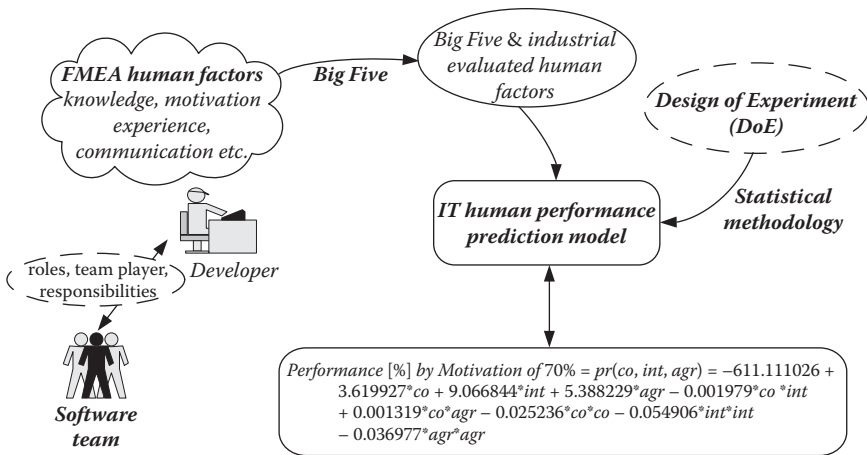 FMEA human factors
knowledge, motivation
experience,
communication etc.
Big Five
Big Five & industrial
evaluated human
factors
Design of Experiment
(DoE)
Statistical
methodology
IT human performance
prediction model
Developer
roles, team player,
responsibilities
Software
team
Performance [%] by Motivation of 70% = pr(co, int, agr) = −611.111026 +
3.619927*co + 9.066844*int + 5.388229*agr − 0.001979*co *int
+ 0.001319*co*agr − 0.025236*co*co − 0.054906*int*int
− 0.036977*agr*agr